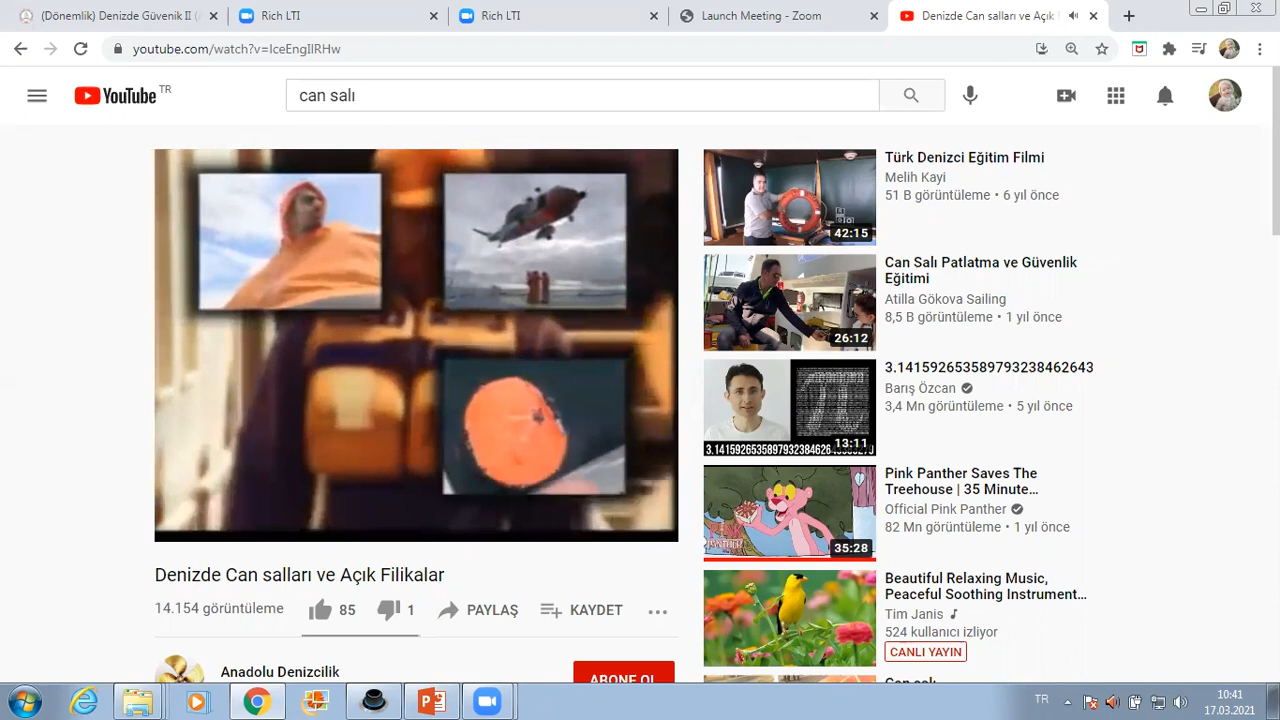 (Dönemlik) Denizde Güvenik II (
Rich LTI
Rich LTI
Launch Meeting - Zoom
Denizde Can salları ve Açık
youtube.com/watch?v=IceEngIlRHw
YouTube TR
can salı
Türk Denizci Eğitim Filmi
Melih Kayi
51 B görüntüleme • 6 yıl önce
42:15
Can Salı Patlatma ve Güvenlik
Eğitimi
Atilla Gökova Sailing
8,5 B görüntüleme • 1 yıl önce
26:12
3.141592653589793238462643
Barış Özcan
3,4 Mn görüntüleme • 5 yıl önce
13:11
Pink Panther Saves The
Treehouse | 35 Minute…
Official Pink Panther
82 Mn görüntüleme • 1 yıl önce
35:28
Beautiful Relaxing Music,
Peaceful Soothing Instrument…
Tim Janis
524 kullanıcı izliyor
CANLI YAYIN
Denizde Can salları ve Açık Filikalar
14.154 görüntüleme
85
1
PAYLAŞ
KAYDET
Anadolu Denizcilik
ABONE OL
Can salı
TR
10:41
17.03.2021